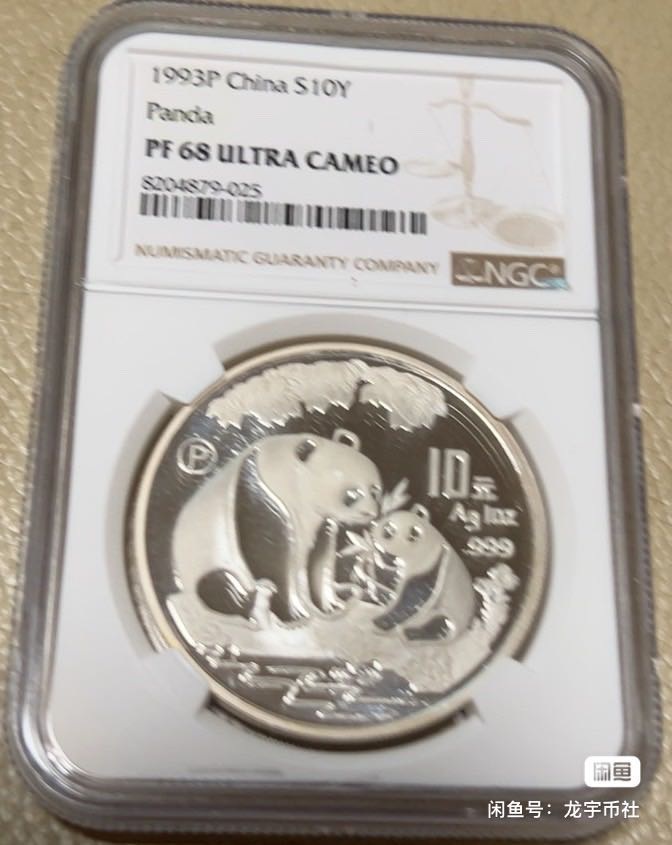 1993P China S10Y
Panda
PF 68 ULTRA CAMEO
8204879-025
NUMISMATIC GUARANTY COMPANY
NGC®
P
10元
Ag 1oz
.999
闲鱼
闲鱼号：龙宇币社